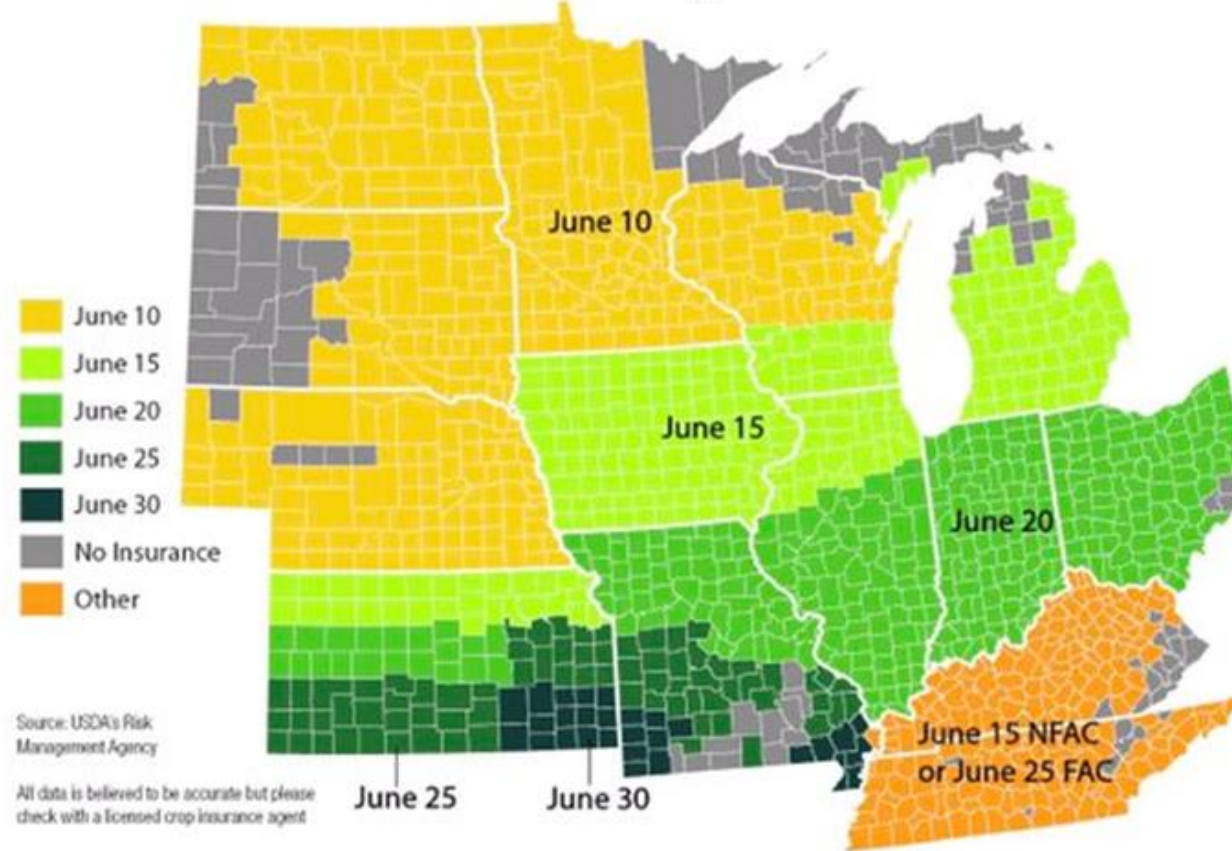 June 10
June 15
June 20
June 25
June 30
No Insurance
Other
Source: USDA's Risk
Management Agency
All data is believed to be accurate but please
check with a licensed crop insurance agent
June 10
June 15
June 20
June 15 NFAC
or June 25 FAC
June 25
June 30